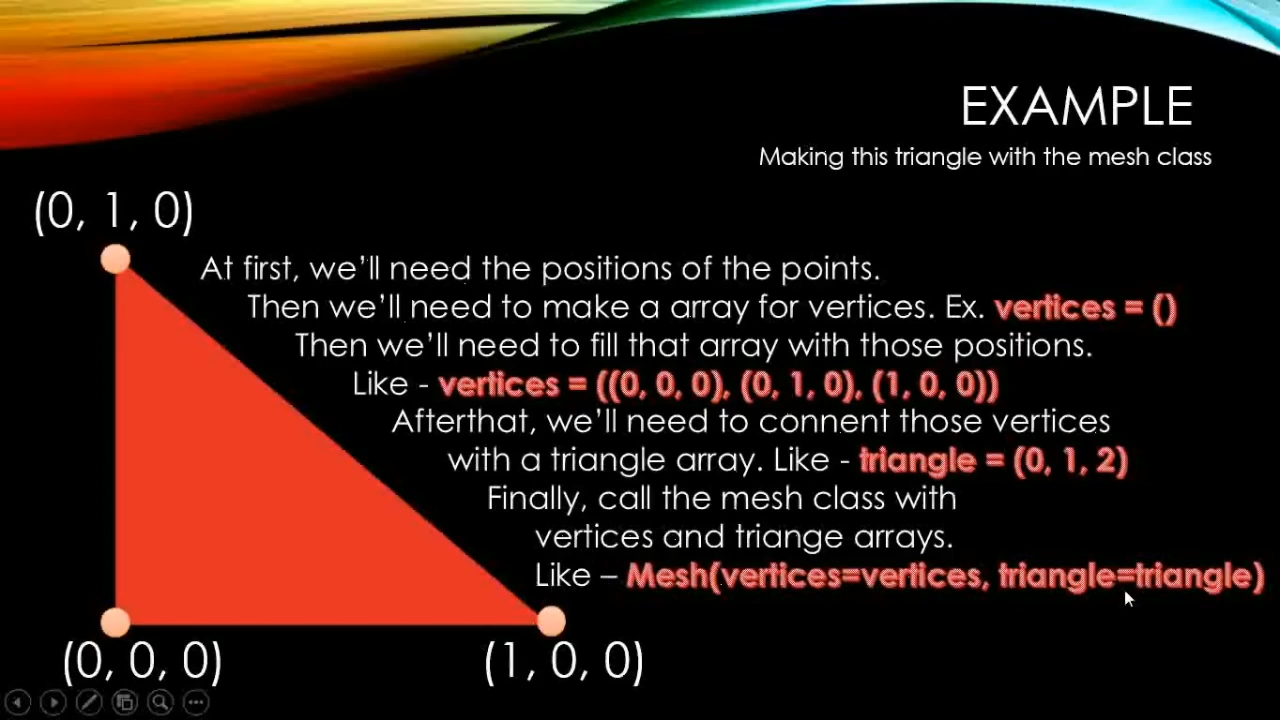 EXAMPLE
Making this triangle with the mesh class
(0, 1, 0)
At first, we'll need the positions of the points.
Then we'll need to make a array for vertices. Ex. vertices = ()
Then we'll need to fill that array with those positions.
Like - vertices = ((0, 0, 0), (0, 1, 0), (1, 0, 0))
Afterthat, we'll need to connent those vertices
with a triangle array. Like - triangle = (0, 1, 2)
Finally, call the mesh class with
vertices and triange arrays.
Like – Mesh(vertices=vertices, triangle=triangle)
(0, 0, 0)
(1, 0, 0)